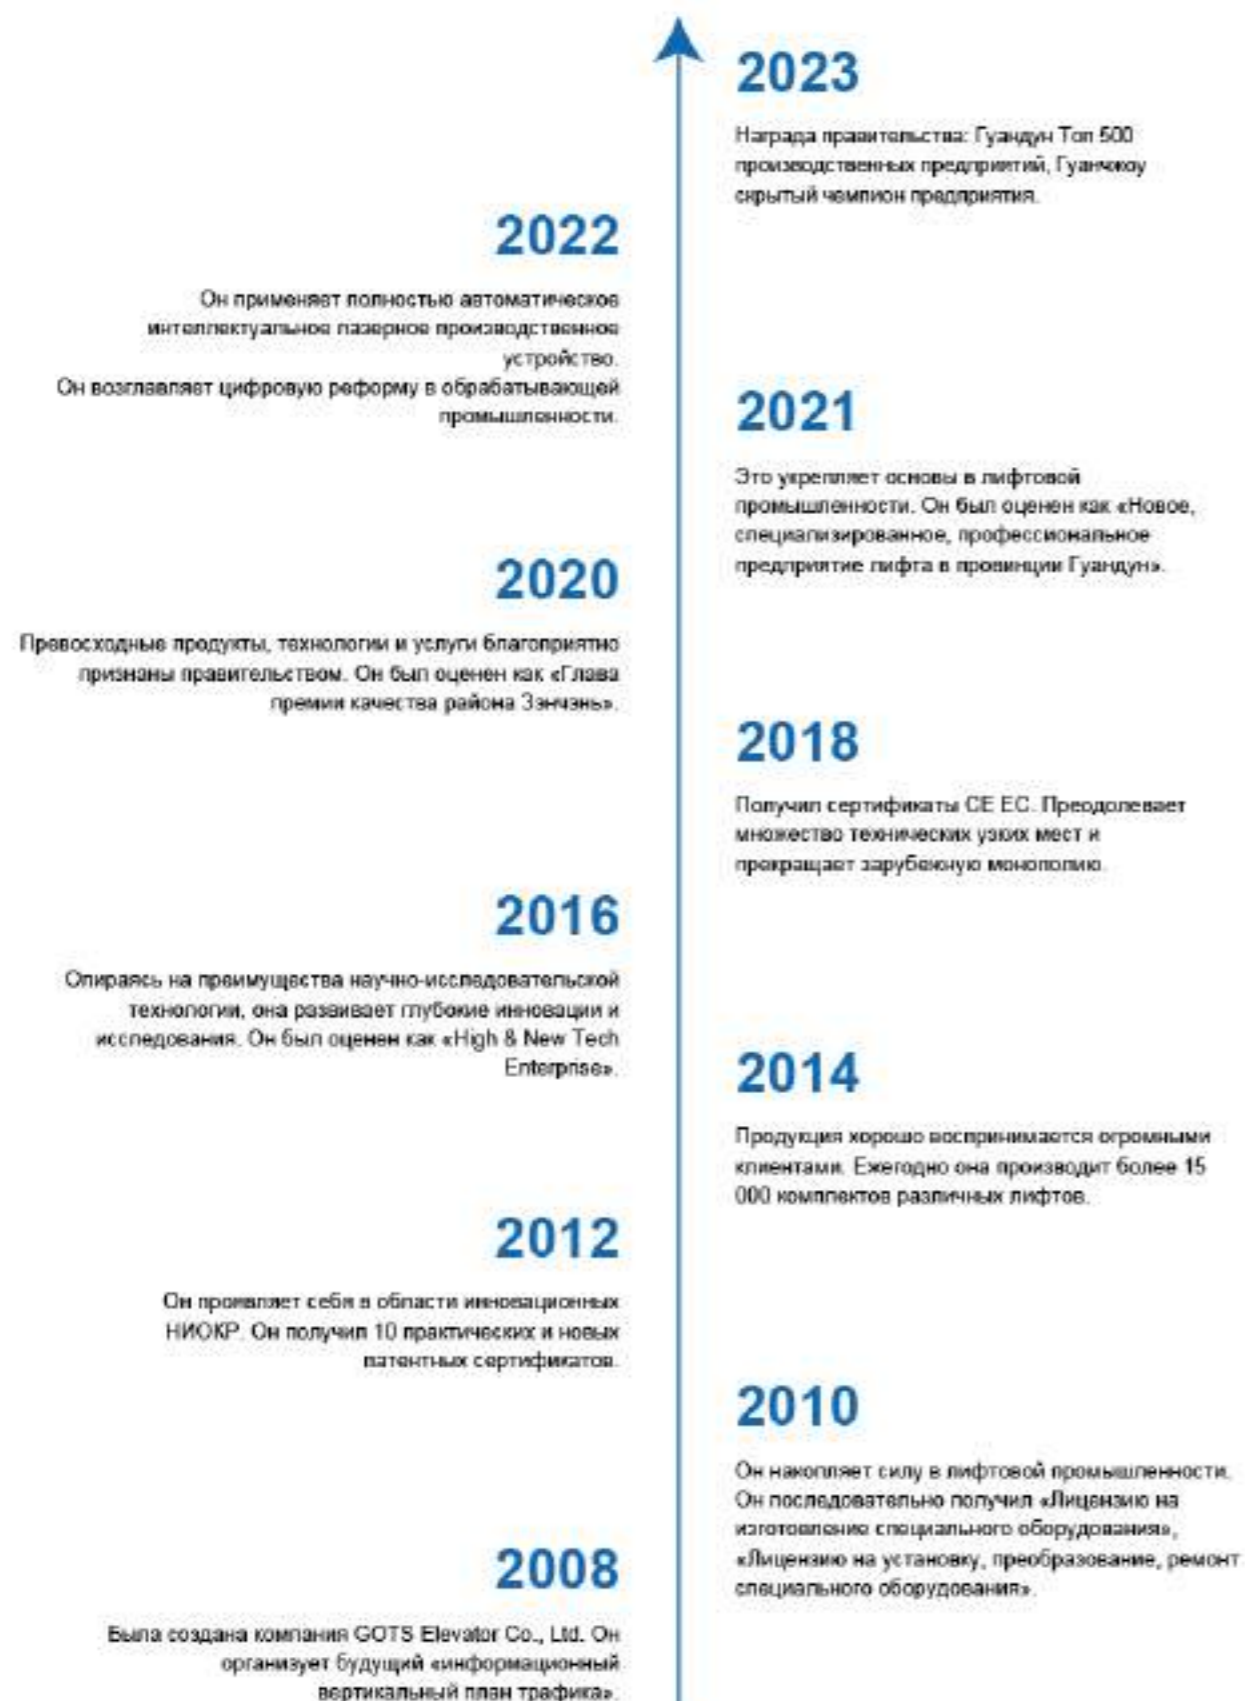 2023
Награда правительства: Гуандун Топ 500
производственных предприятий, Гуанчжоу
скрытый чемпион предприятия.
2022
Он применяет полностью автоматическое
интеллектуальное лазерное производственное
устройство.
Он возглавляет цифровую реформу в обрабатывающей
промышленности.
2021
Это укрепляет основы в лифтовой
промышленности. Он был оценен как «Новое,
специализированное, профессиональное
предприятие лифта в провинции Гуандун».
2020
Превосходные продукты, технологии и услуги благоприятно
признаны правительством. Он был оценен как «Глава
премии качества района Зэнчэнь».
2018
Получил сертификаты CE ЕС. Преодолевает
множество технических узких мест и
прекращает зарубежную монополию.
2016
Опираясь на преимущества научно-исследовательской
технологии, она развивает глубокие инновации и
исследования. Он был оценен как «High & New Tech
Enterprise».
2014
Продукция хорошо воспринимается огромными
клиентами. Ежегодно она производит более 15
000 комплектов различных лифтов.
2012
Он проявляет себя в области инновационных
НИОКР. Он получил 10 практических и новых
патентных сертификатов.
2010
Он накопляет силу в лифтовой промышленности.
Он последовательно получил «Лицензию на
изготовление специального оборудования»,
«Лицензию на установку, преобразование, ремонт
специального оборудования».
2008
Была создана компания GOTS Elevator Co., Ltd. Он
организует будущий «информационный
вертикальный план трафика».